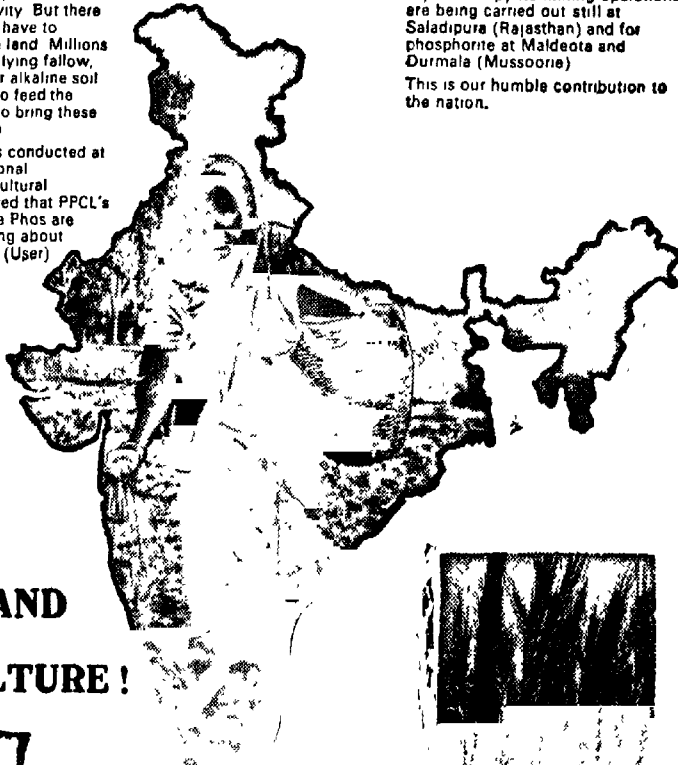 vity But there
have to
land Millions
lying fallow,
r alkaline soil
o feed the
o bring these
s conducted at
onal
cultural
ed that PPCL's
e Phos are
ng about
(User)
are being carried out still at
Saladipura (Rajasthan) and for
phosphorite at Maldeota and
Durmala (Mussoorie)
This is our humble contribution to
the nation.
AND
LTURE!